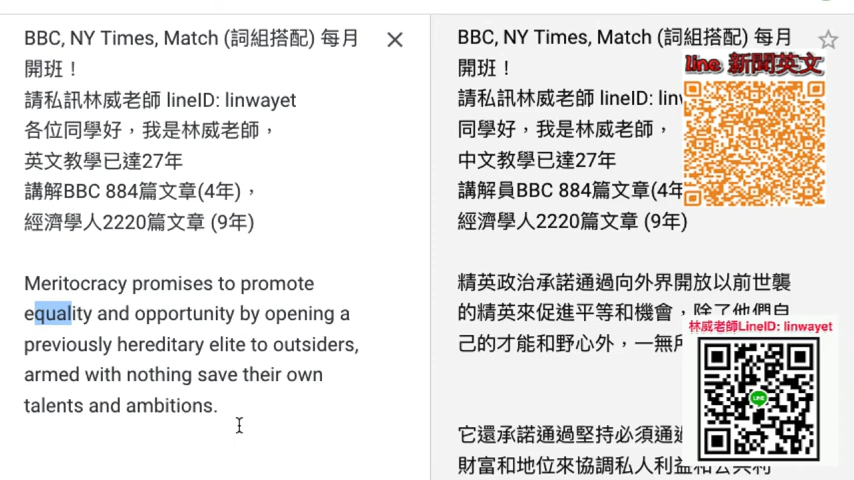 BBC, NY Times, Match (詞組搭配) 每月
開班！
請私訊林威老師 lineID: linwayet
各位同學好，我是林威老師，
英文教學已達27年
講解BBC 884篇文章(4年)，
經濟學人2220篇文章 (9年)
Meritocracy promises to promote
equality and opportunity by opening a
previously hereditary elite to outsiders,
armed with nothing save their own
talents and ambitions.
BBC, NY Times, Match (詞組搭配) 每月
開班！
請私訊林威老師 lineID:
同學好，我是林威老師，
中文教學已達27年
講解員BBC 884篇文章(4年
經濟學人2220篇文章 (9年)
精英政治承諾通過向外界開放以前世襲
的精英來促進平等和機會，除了他們自
己的才能和野心外，一無所
它還承諾通過堅持必須通過
財富和地位來協調私人利益和公共利
line 新聞英文
林威老師LineID: linwayet
LINE